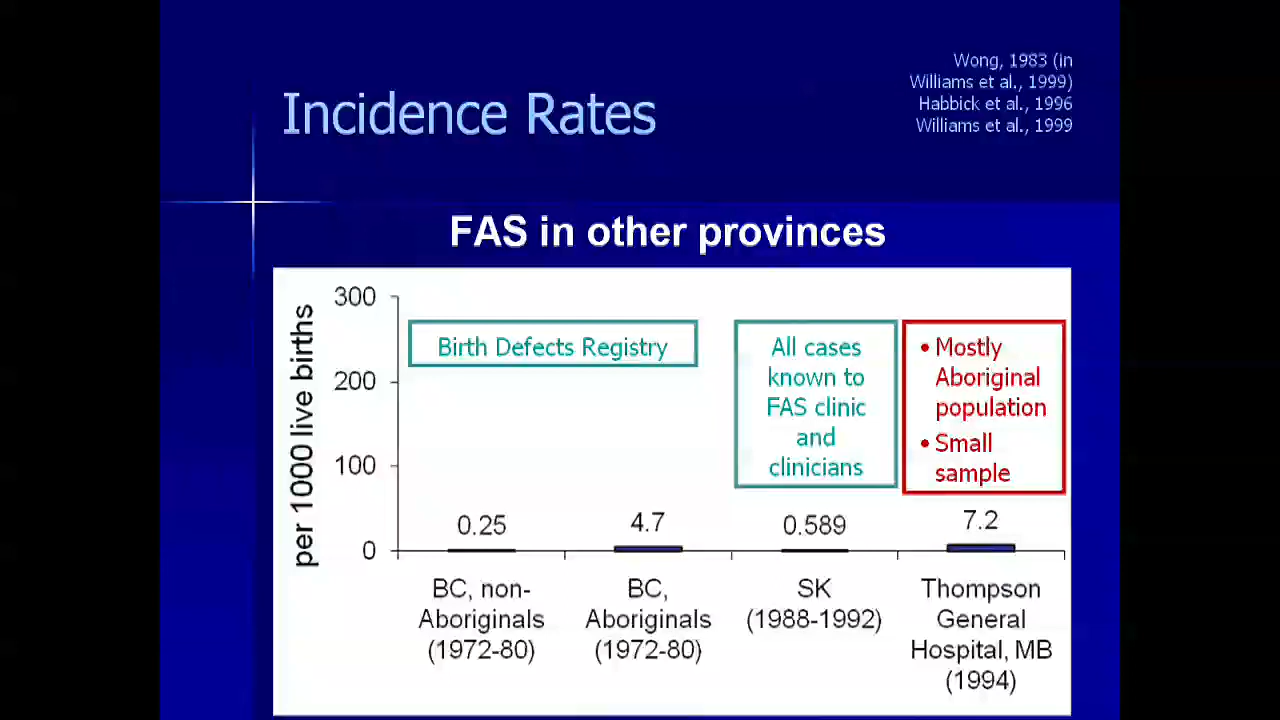 Wong, 1983 (in
Williams et al., 1999)
Habbick et al., 1996
Williams et al., 1999
Incidence Rates
FAS in other provinces
per 1000 live births
300
200
100
0
Birth Defects Registry
All cases
known to
FAS clinic
and
clinicians
• Mostly
Aboriginal
population
• Small
sample
0.25
4.7
0.589
7.2
BC, non-
Aboriginals
(1972-80)
BC,
Aboriginals
(1972-80)
SK
(1988-1992)
Thompson
General
Hospital, MB
(1994)